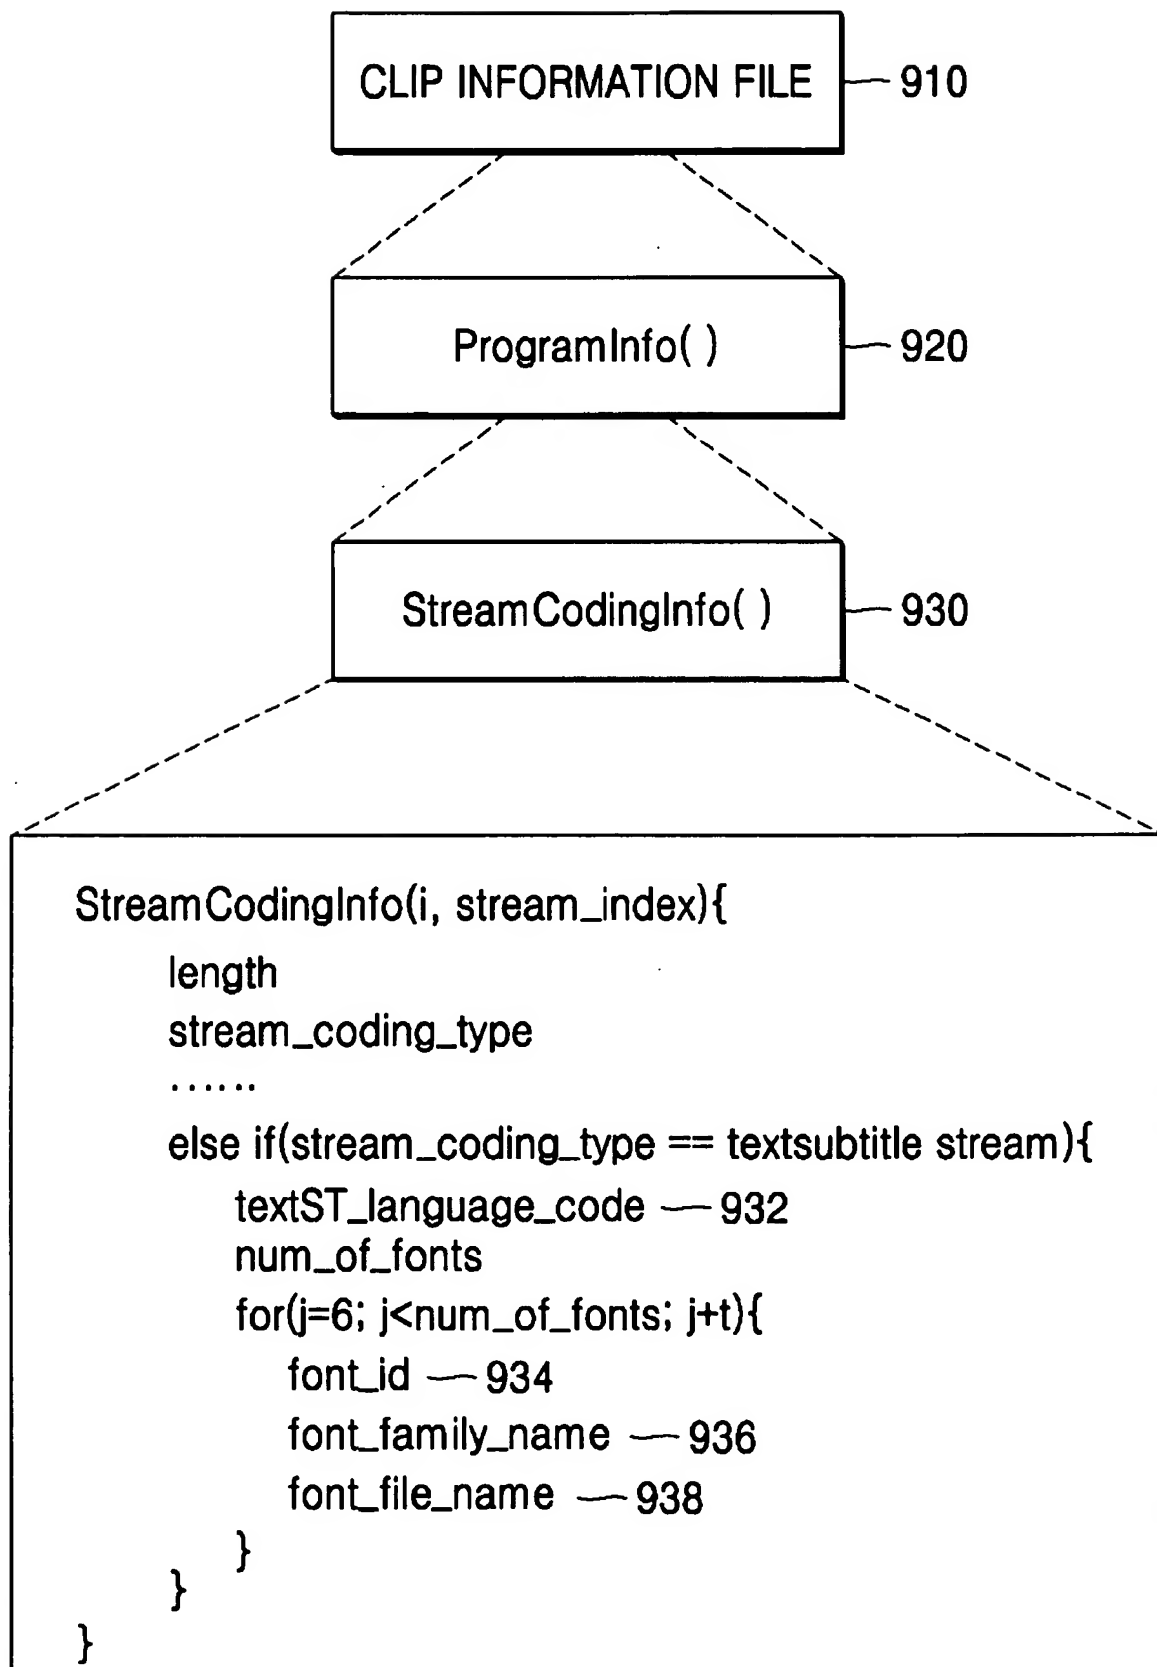 CLIP INFORMATION FILE 910
ProgramInfo( ) 920
StreamCodingInfo( ) 930
StreamCodingInfo(i, stream_index){
length
stream_coding_type
......
else if(stream_coding_type == textsubtitle stream){
textST_language_code 932
num_of_fonts
for(j=6; j<num_of_fonts; j+t){
font_id 934
font_family_name 936
font_file_name 938
}
}
}